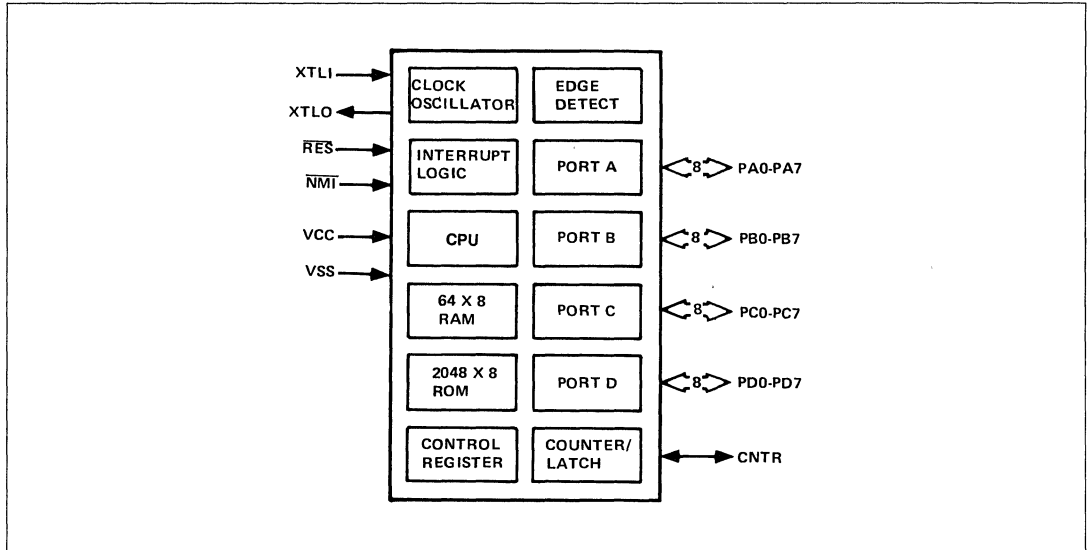 XTLI
XTLO
RES
NMI
VCC
VSS
CLOCK
OSCILLATOR
EDGE
DETECT
INTERRUPT
LOGIC
PORT A
8
PA0-PA7
CPU
PORT B
8
PB0-PB7
64 X 8
RAM
PORT C
8
PC0-PC7
2048 X 8
ROM
PORT D
8
PD0-PD7
CONTROL
REGISTER
COUNTER/
LATCH
CNTR